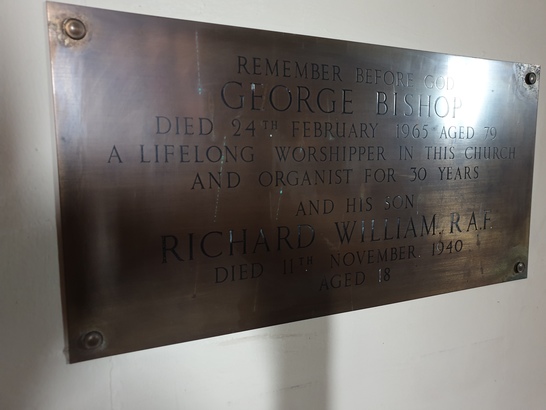 REMEMBER BEFORE GOD
GEORGE BISHOP
DIED 24TH FEBRUARY 1965 AGED 79
A LIFELONG WORSHIPPER IN THIS CHURCH
AND ORGANIST FOR 30 YEARS
AND HIS SON
RICHARD WILLIAM, R.A.F.
DIED 11TH NOVEMBER, 1940
AGED 18